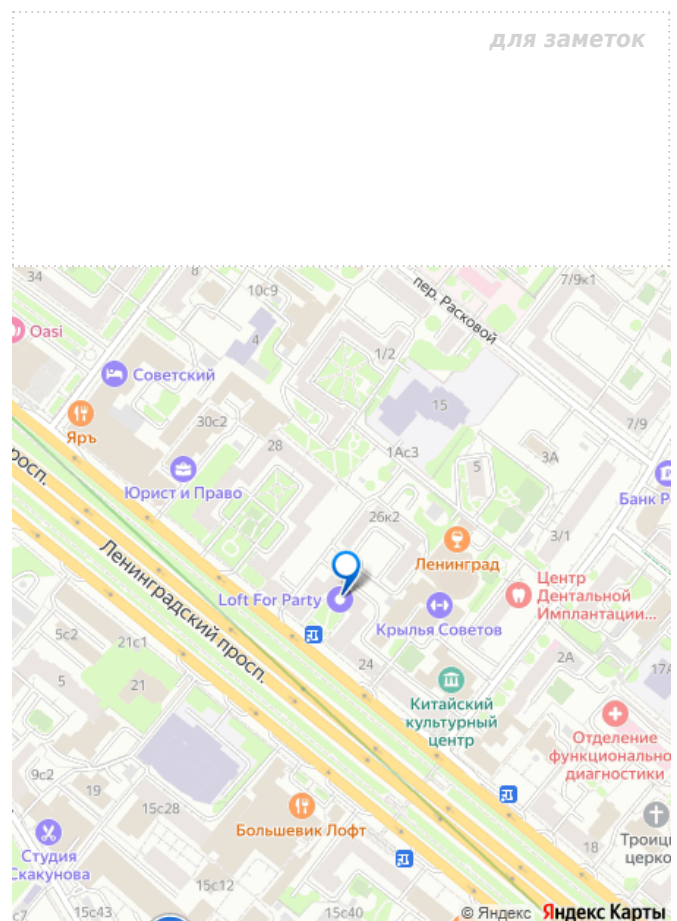 для заметок
34
8
10с9
7/9к1
пер. Расковой
Oasi
4
1/2
Советский
15
Яръ
30с2
28
1Ас3
7/9
просп.
Юрист и Право
5
3А
Банк Р
26к2
Ленинград
3/1
Ленинградский просп.
Loft For Party
Центр
Дентальной
Имплантации...
Крылья Советов
5с2
21с1
24
2А
17А
5
21
Китайский
культурный
центр
Отделение
функционально
диагностики
9с2
19
15с28
Большевик Лофт
Студия
Скакунова
18
Троиц
церко
15с12
с7
15с43
15с40
© Яндекс Яндекс Карты